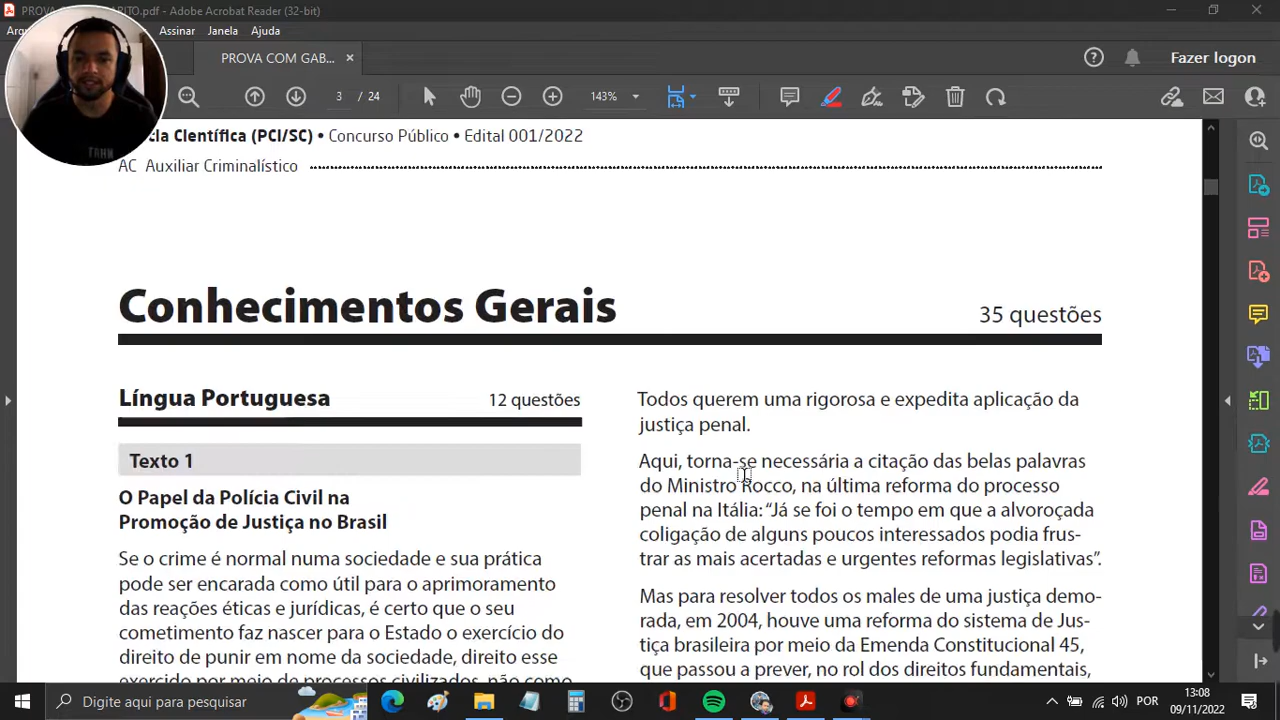 PROVA COM GABARITO.pdf - Adobe Acrobat Reader (32-bit)
Assinar Janela Ajuda
PROVA COM GAB... ×
Fazer logon
3 / 24
143%
Científica (PCI/SC) • Concurso Público • Edital 001/2022
AC Auxiliar Criminalístico
Conhecimentos Gerais
35 questões
Língua Portuguesa
12 questões
Texto 1
O Papel da Polícia Civil na
Promoção de Justiça no Brasil
Se o crime é normal numa sociedade e sua prática
pode ser encarada como útil para o aprimoramento
das reações éticas e jurídicas, é certo que o seu
cometimento faz nascer para o Estado o exercício do
direito de punir em nome da sociedade, direito esse
exercido por meio de processos civilizados, não como
Todos querem uma rigorosa e expedita aplicação da
justiça penal.
Aqui, torna-se necessária a citação das belas palavras
do Ministro Rocco, na última reforma do processo
penal na Itália: “Já se foi o tempo em que a alvoroçada
coligação de alguns poucos interessados podia frus-
trar as mais acertadas e urgentes reformas legislativas”.
Mas para resolver todos os males de uma justiça demo-
rada, em 2004, houve uma reforma do sistema de Jus-
tiça brasileira por meio da Emenda Constitucional 45,
que passou a prever, no rol dos direitos fundamentais,
Digite aqui para pesquisar
POR
13:08
09/11/2022